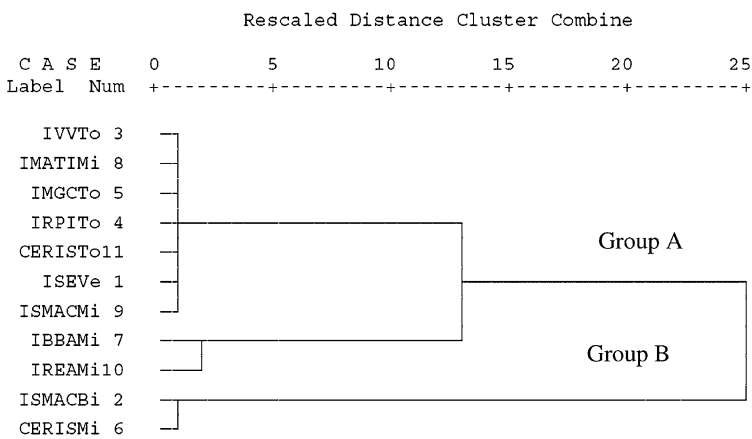 Rescaled Distance Cluster Combine
C A S E 0 5 10 15 20 25
Label Num +---------+---------+---------+---------+---------+
IVVTo 3
IMATIMi 8
IMGCTo 5
IRPITo 4
CERISTo11
Group A
ISEVe 1
ISMACMi 9
IBBAMi 7
Group B
IREAMi10
ISMACBi 2
CERISMi 6